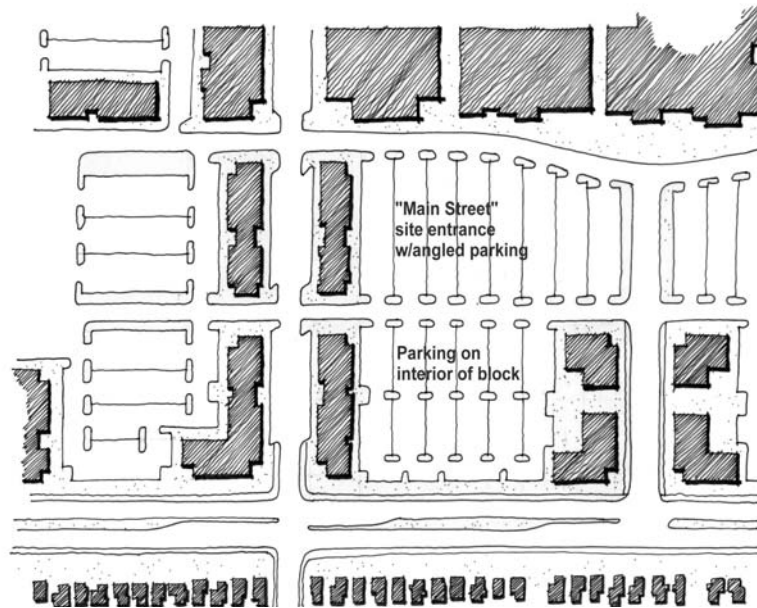 "Main Street"
site entrance
w/angled parking
Parking on
interior of block